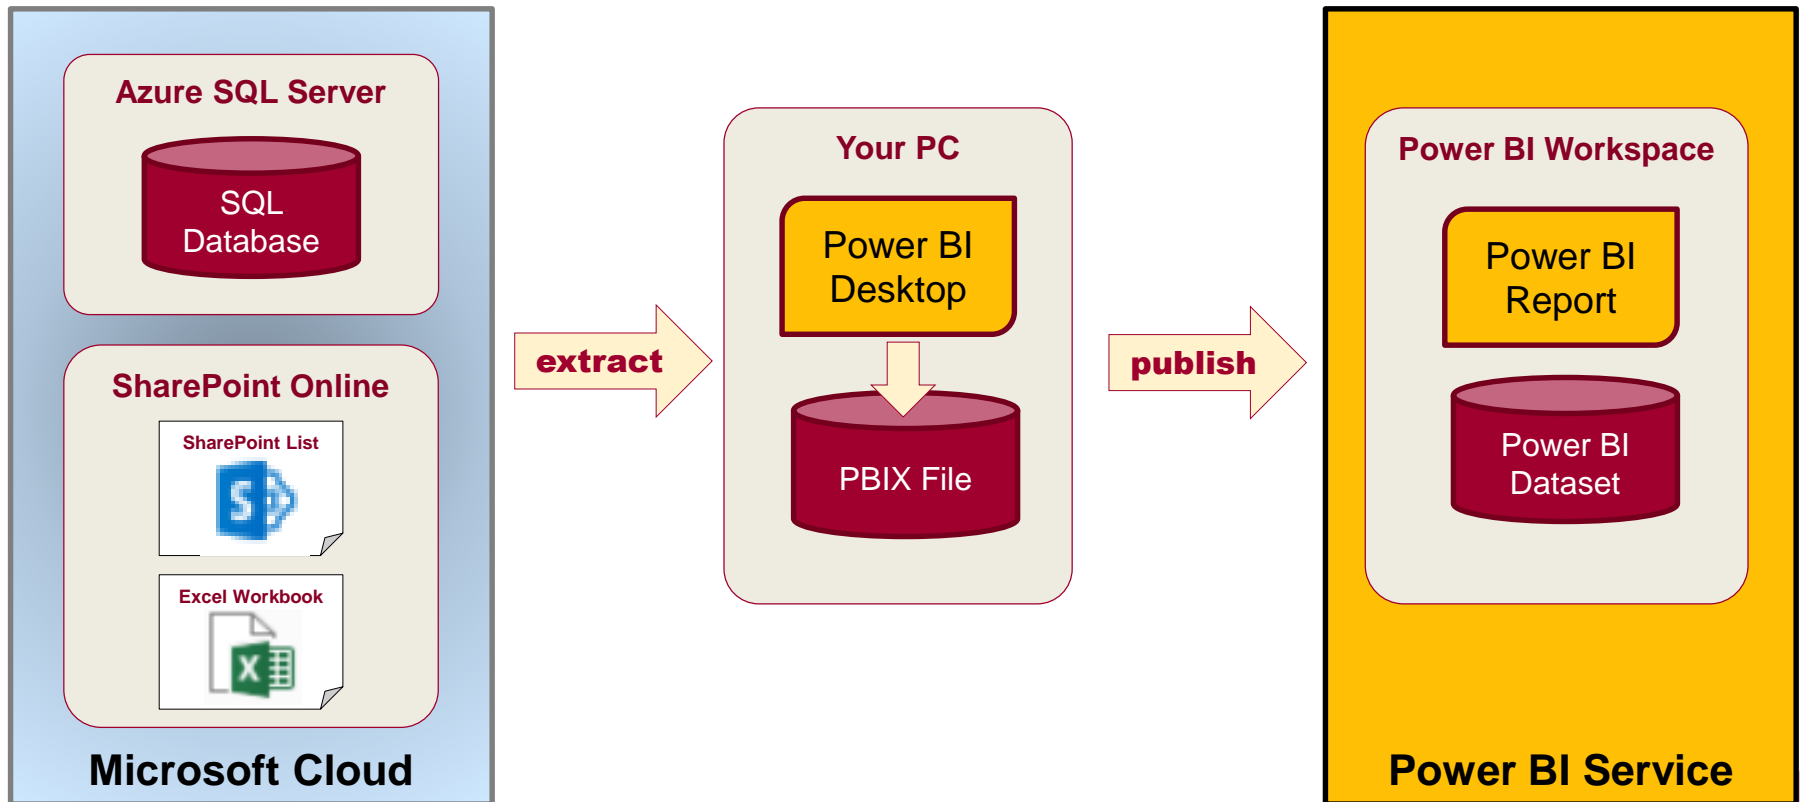 Azure SQL Server
SQL
Database
SharePoint Online
SharePoint List
S
Excel Workbook
X
Microsoft Cloud
extract
Your PC
Power BI
Desktop
PBIX File
publish
Power BI Workspace
Power BI
Report
Power BI
Dataset
Power BI Service